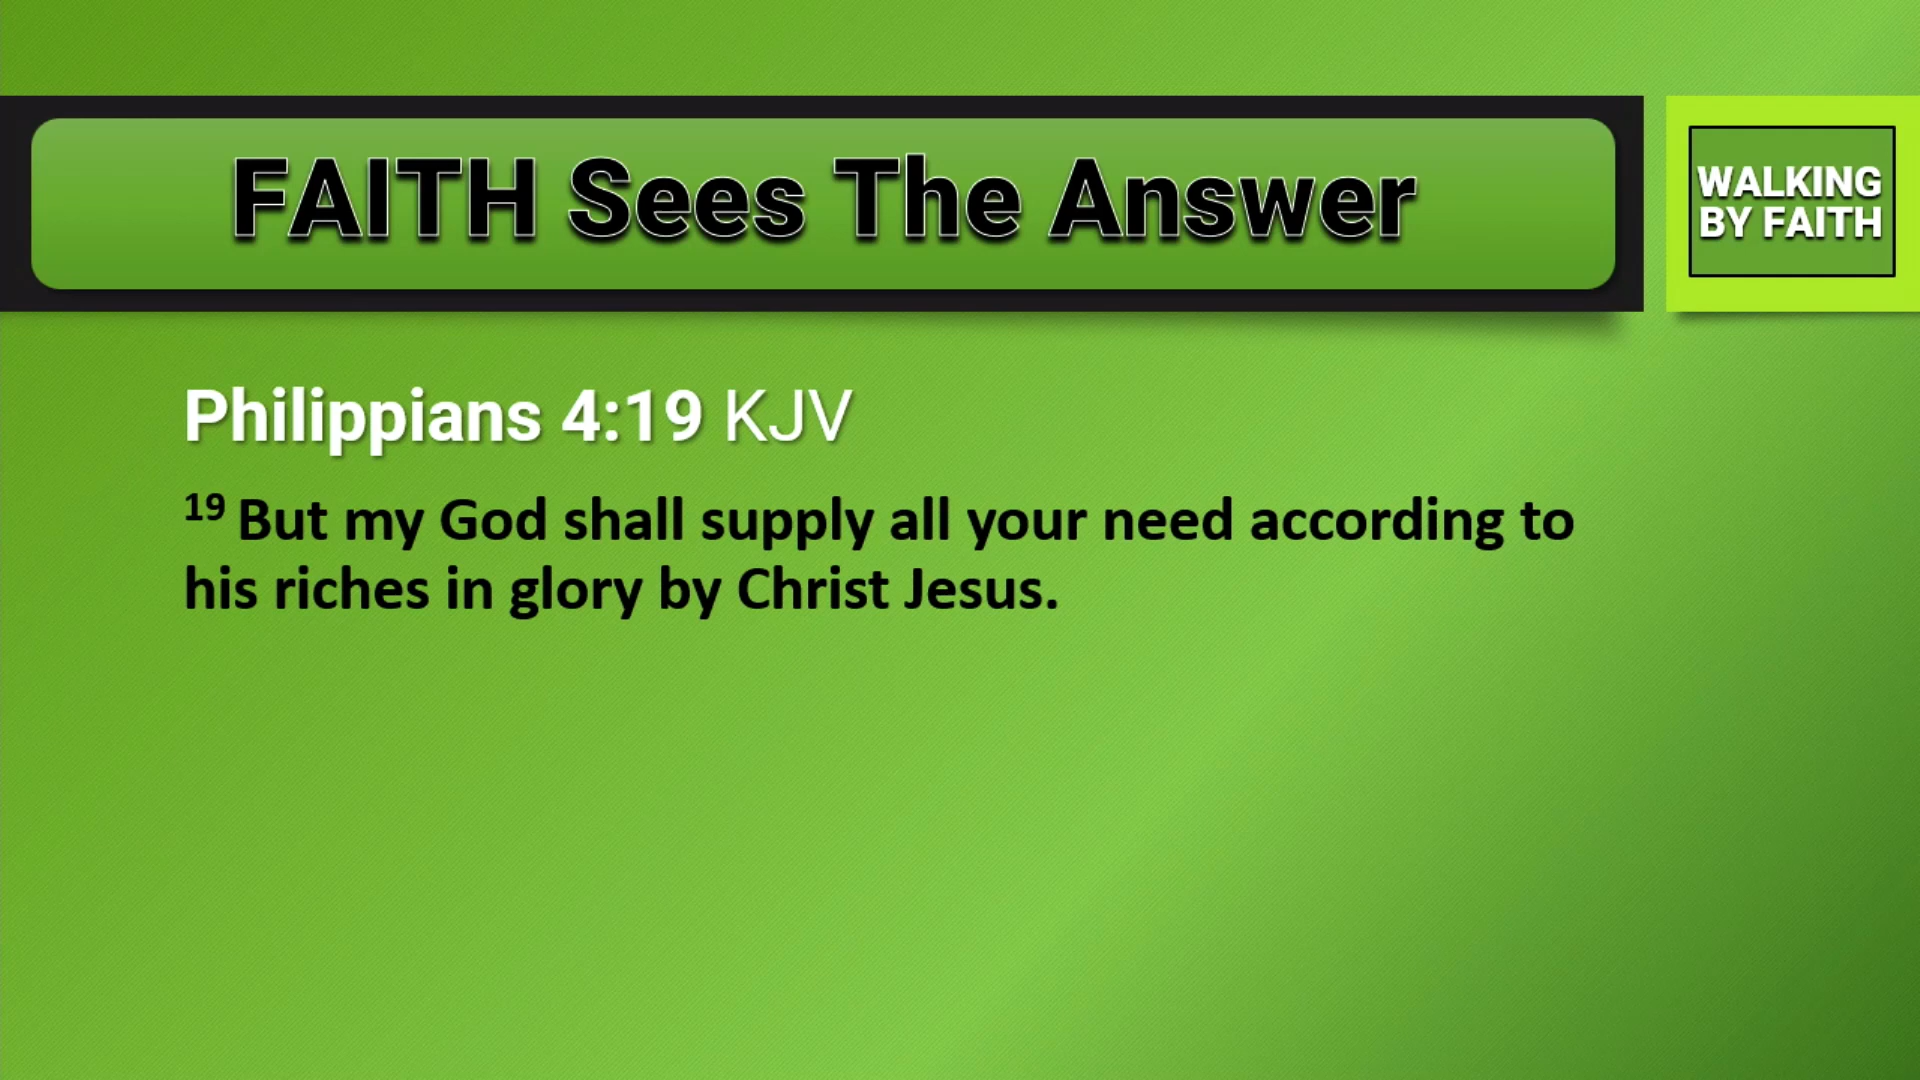 FAITH Sees The Answer
WALKING
BY FAITH
Philippians 4:19 KJV
19 But my God shall supply all your need according to
his riches in glory by Christ Jesus.